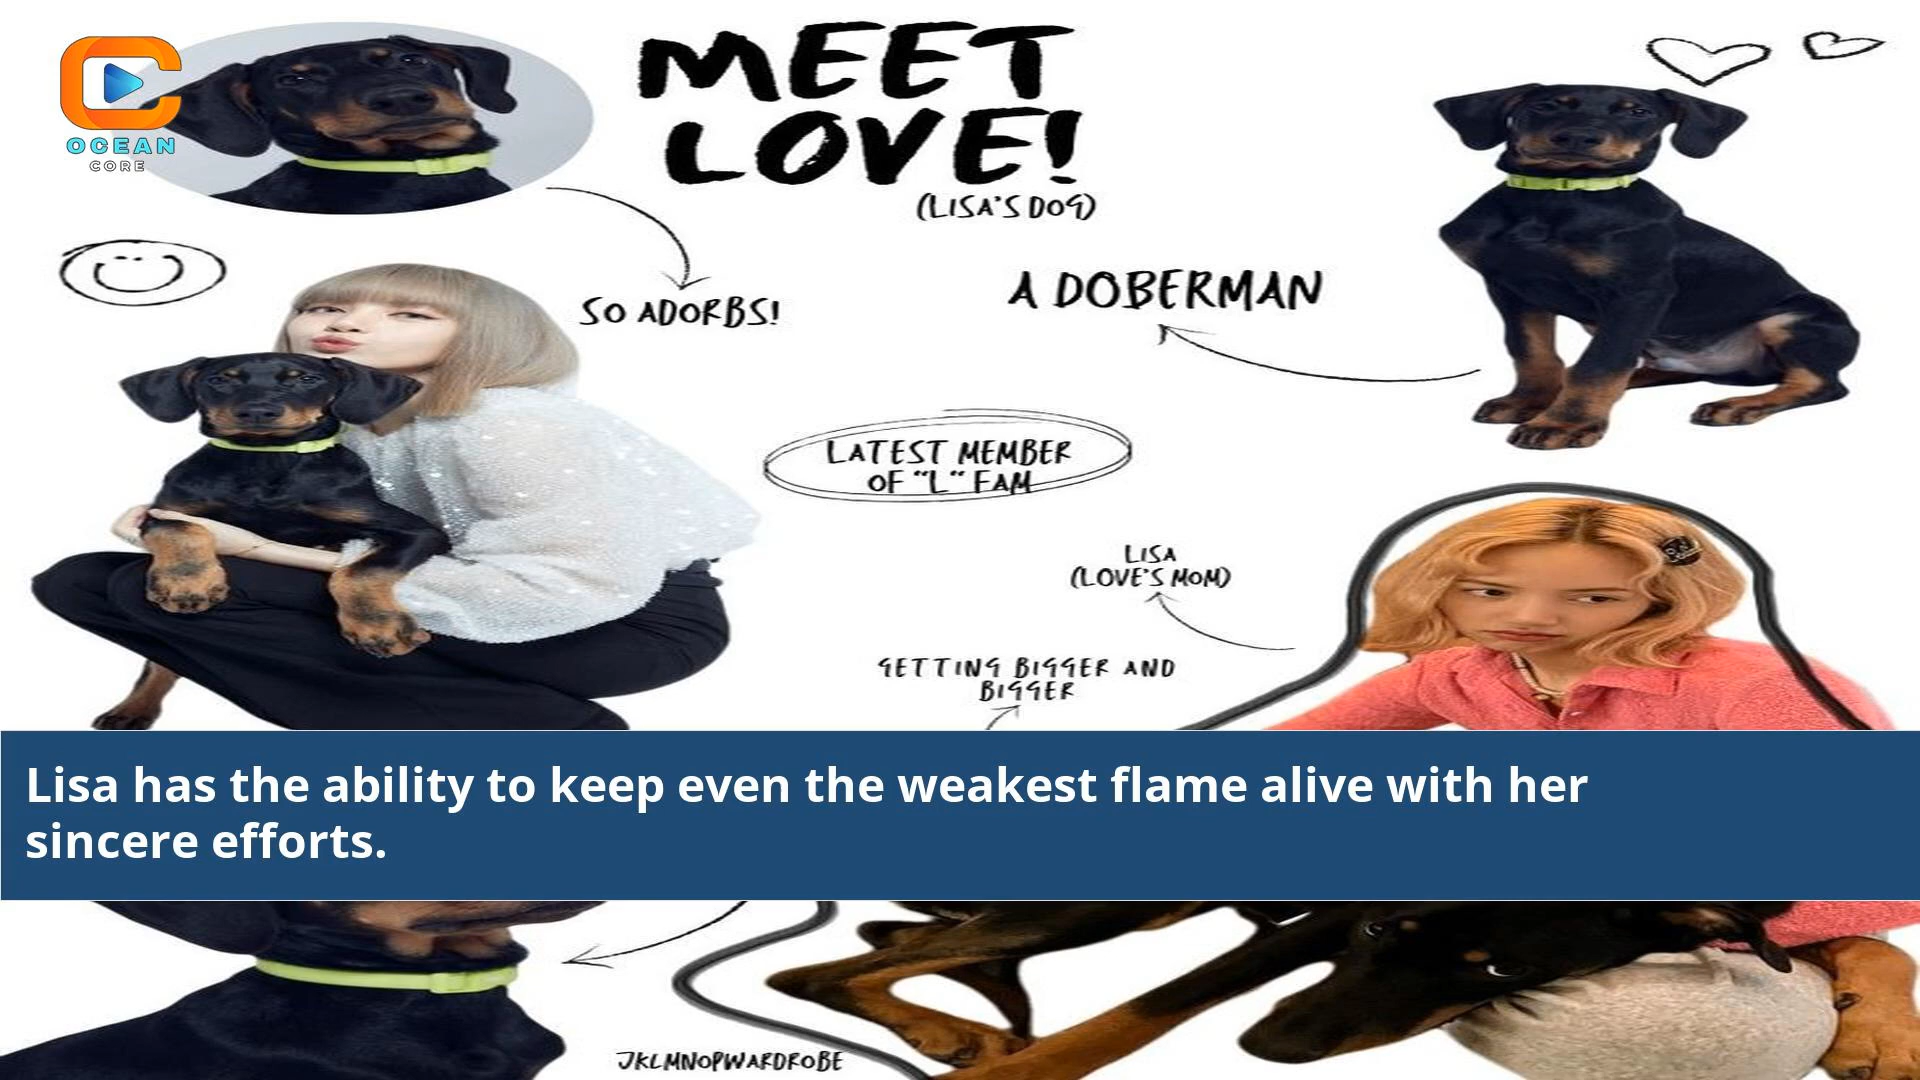 OCEAN
CORE
MEET
LOVE!
(LISA'S DOG)
SO ADORBS!
A DOBERMAN
LATEST MEMBER
OF "L" FAM
LISA
(LOVE'S MOM)
GETTING BIGGER AND
BIGGER
Lisa has the ability to keep even the weakest flame alive with her
sincere efforts.
JKLMNOPWARDROBE